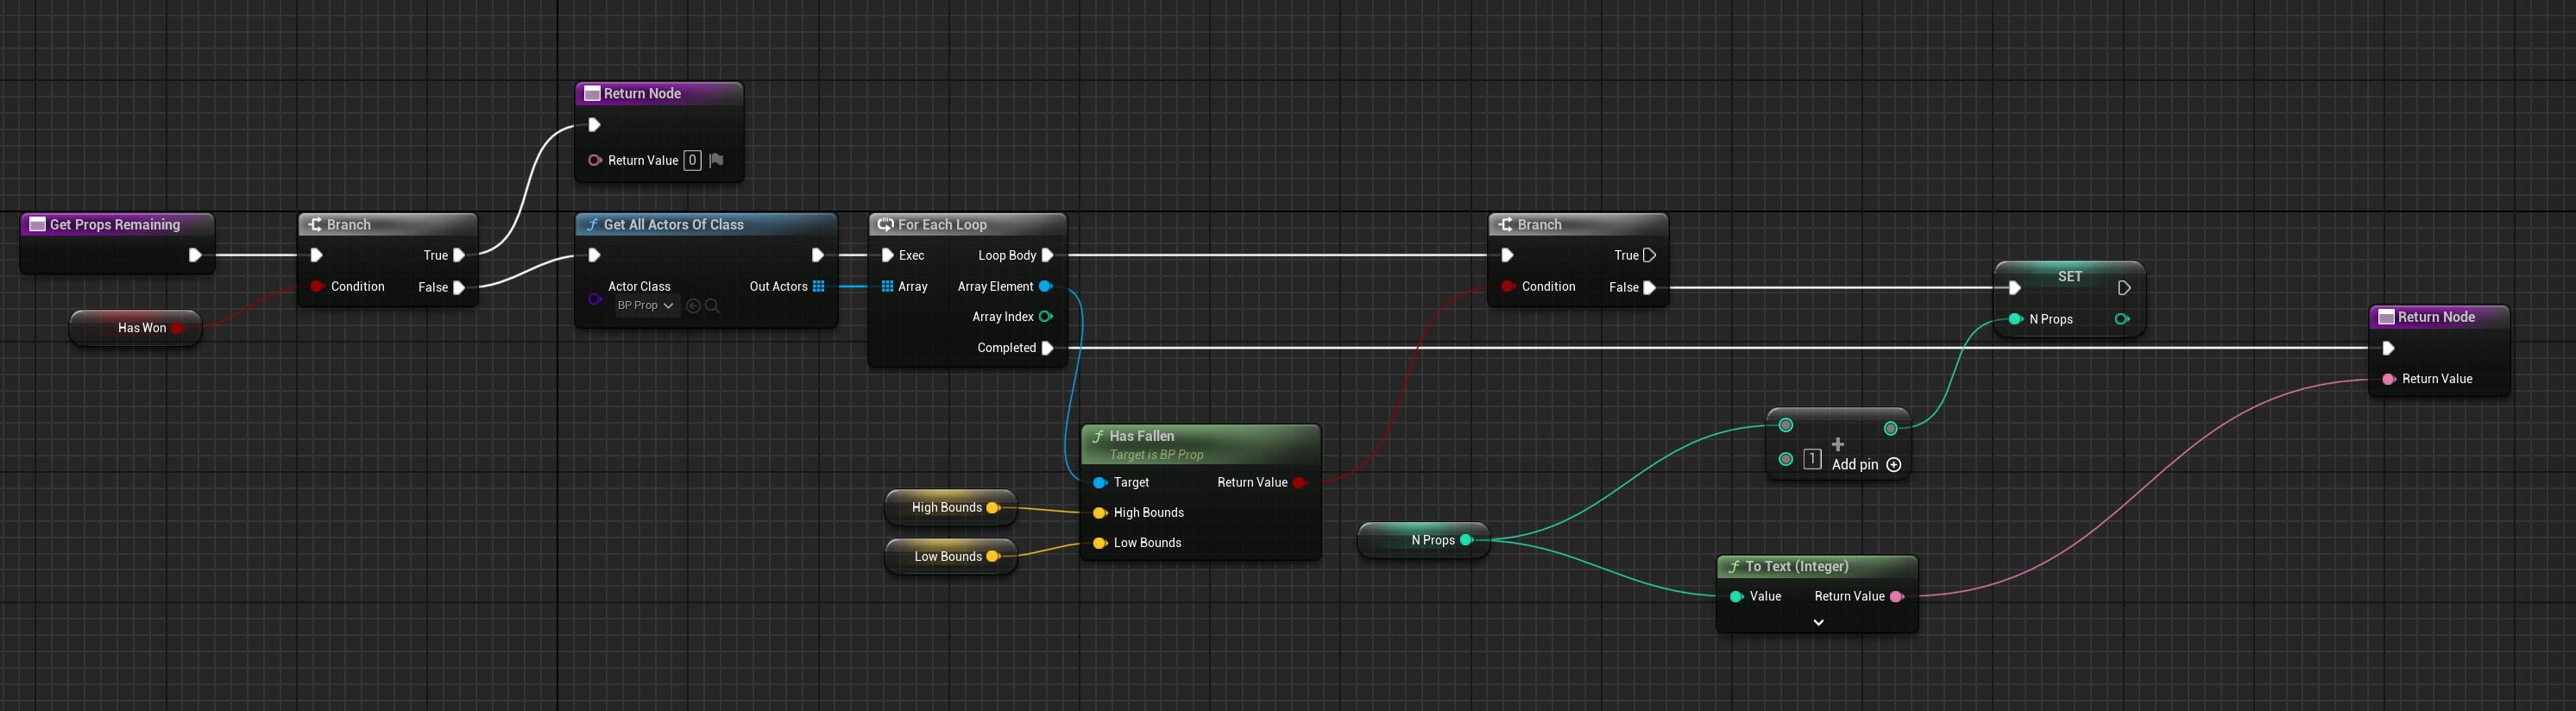 Return Node
Return Value 0
Get Props Remaining
Branch
True
Condition
False
Has Won
Get All Actors Of Class
Actor Class
BP Prop
Out Actors
For Each Loop
Exec
Loop Body
Array
Array Element
Array Index
Completed
Has Fallen
Target is BP Prop
Target
Return Value
High Bounds
Low Bounds
High Bounds
Low Bounds
Branch
True
Condition
False
N Props
1
Add pin
To Text (Integer)
Value
Return Value
SET
N Props
Return Node
Return Value